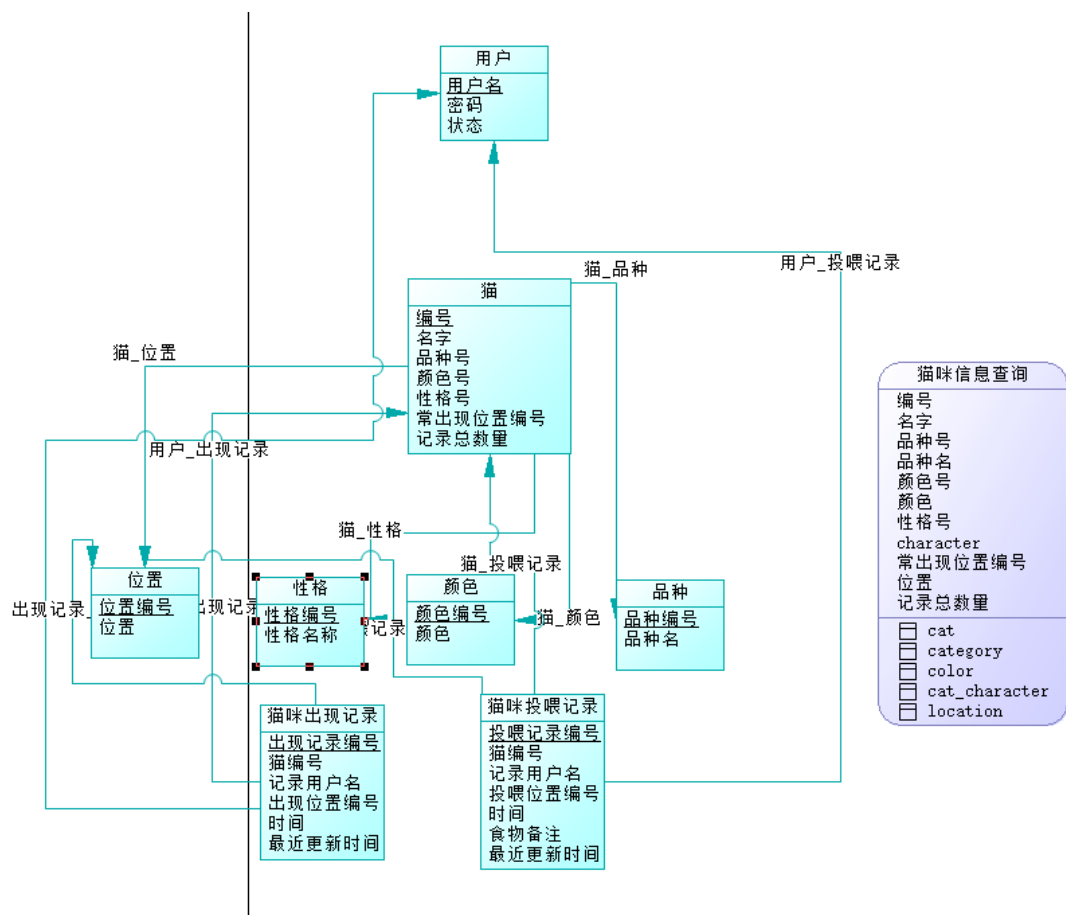 用户
用户名
密码
状态
用户_投喂记录
猫_品种
猫
编号
名字
品种号
颜色号
性格号
常出现位置编号
记录总数量
猫_位置
用户_出现记录
猫咪信息查询
编号
名字
品种号
品种名
颜色号
颜色
性格号
character
常出现位置编号
位置
记录总数量
cat
category
color
cat_character
location
猫_性格
猫_投喂记录
位置
位置编号
位置
出现记录_
出现记录
性格
性格编号
性格名称
记录
颜色
颜色编号
颜色
猫_颜色
品种
品种编号
品种名
猫咪出现记录
出现记录编号
猫编号
记录用户名
出现位置编号
时间
最近更新时间
猫咪投喂记录
投喂记录编号
猫编号
记录用户名
投喂位置编号
时间
食物备注
最近更新时间